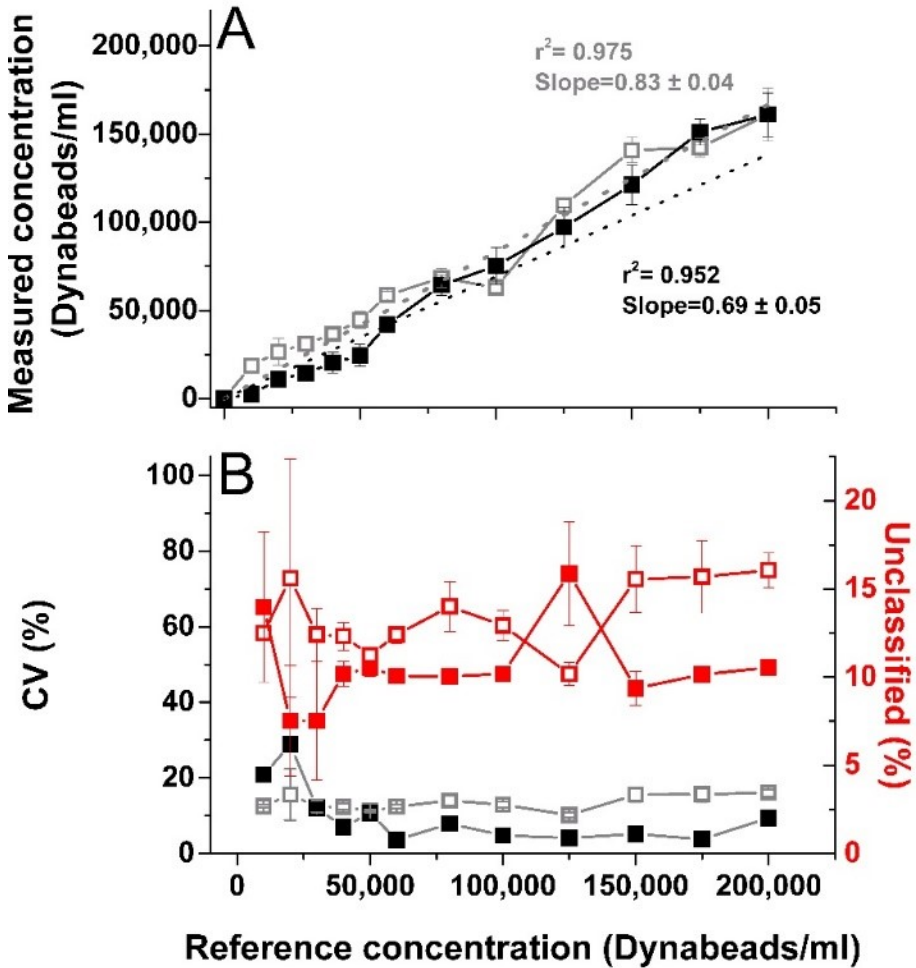 A
Measured concentration
(Dynabeads/ml)
200,000
150,000
100,000
50,000
0
r²= 0.975
Slope=0.83 ± 0.04
r²= 0.952
Slope=0.69 ± 0.05
B
CV (%)
100
80
60
40
20
0
20
15
10
5
0
Unclassified (%)
0
50,000
100,000
150,000
200,000
Reference concentration (Dynabeads/ml)